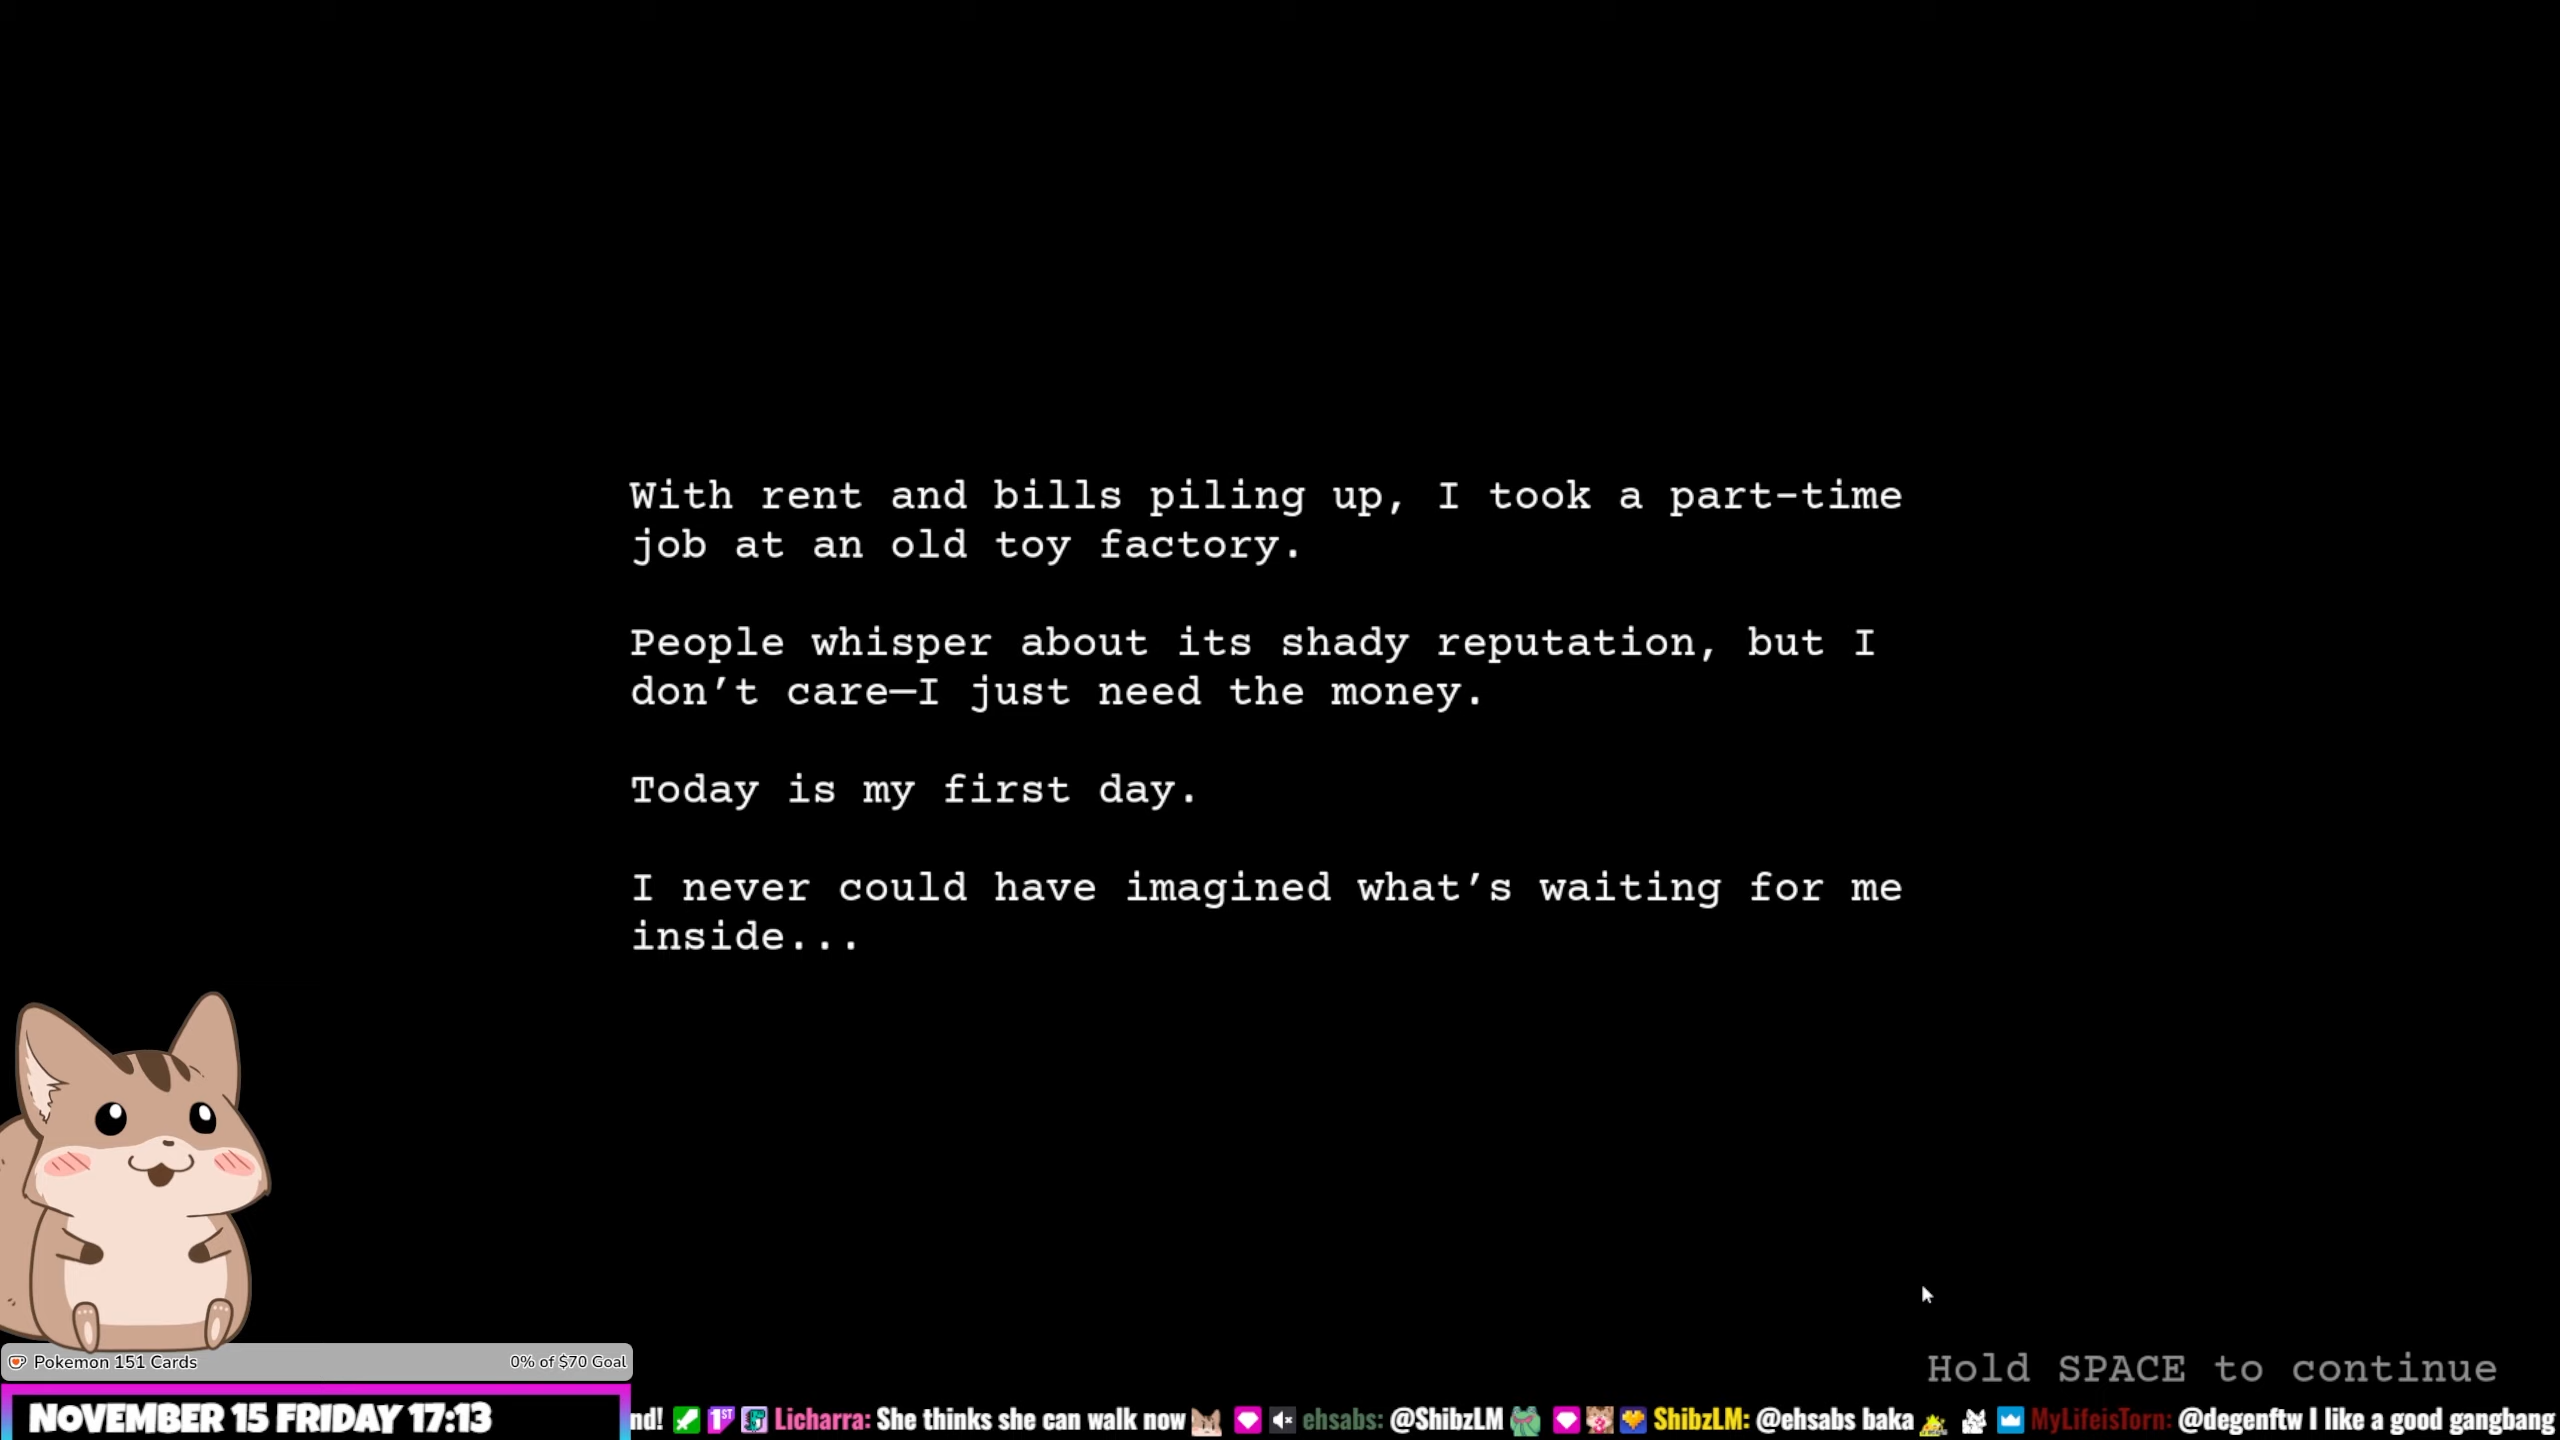 With rent and bills piling up, I took a part-time
job at an old toy factory.
People whisper about its shady reputation, but I
don’t care—I just need the money.
Today is my first day.
I never could have imagined what’s waiting for me
inside...
Pokemon 151 Cards 0% of $70 Goal
Hold SPACE to continue
NOVEMBER 15 FRIDAY 17:13
nd! 1ST Licharra: She thinks she can walk now ehsabs: @ShibzLM ShibzLM: @ehsabs baka MyLifeisTorn: @degenftw I like a good gangbang